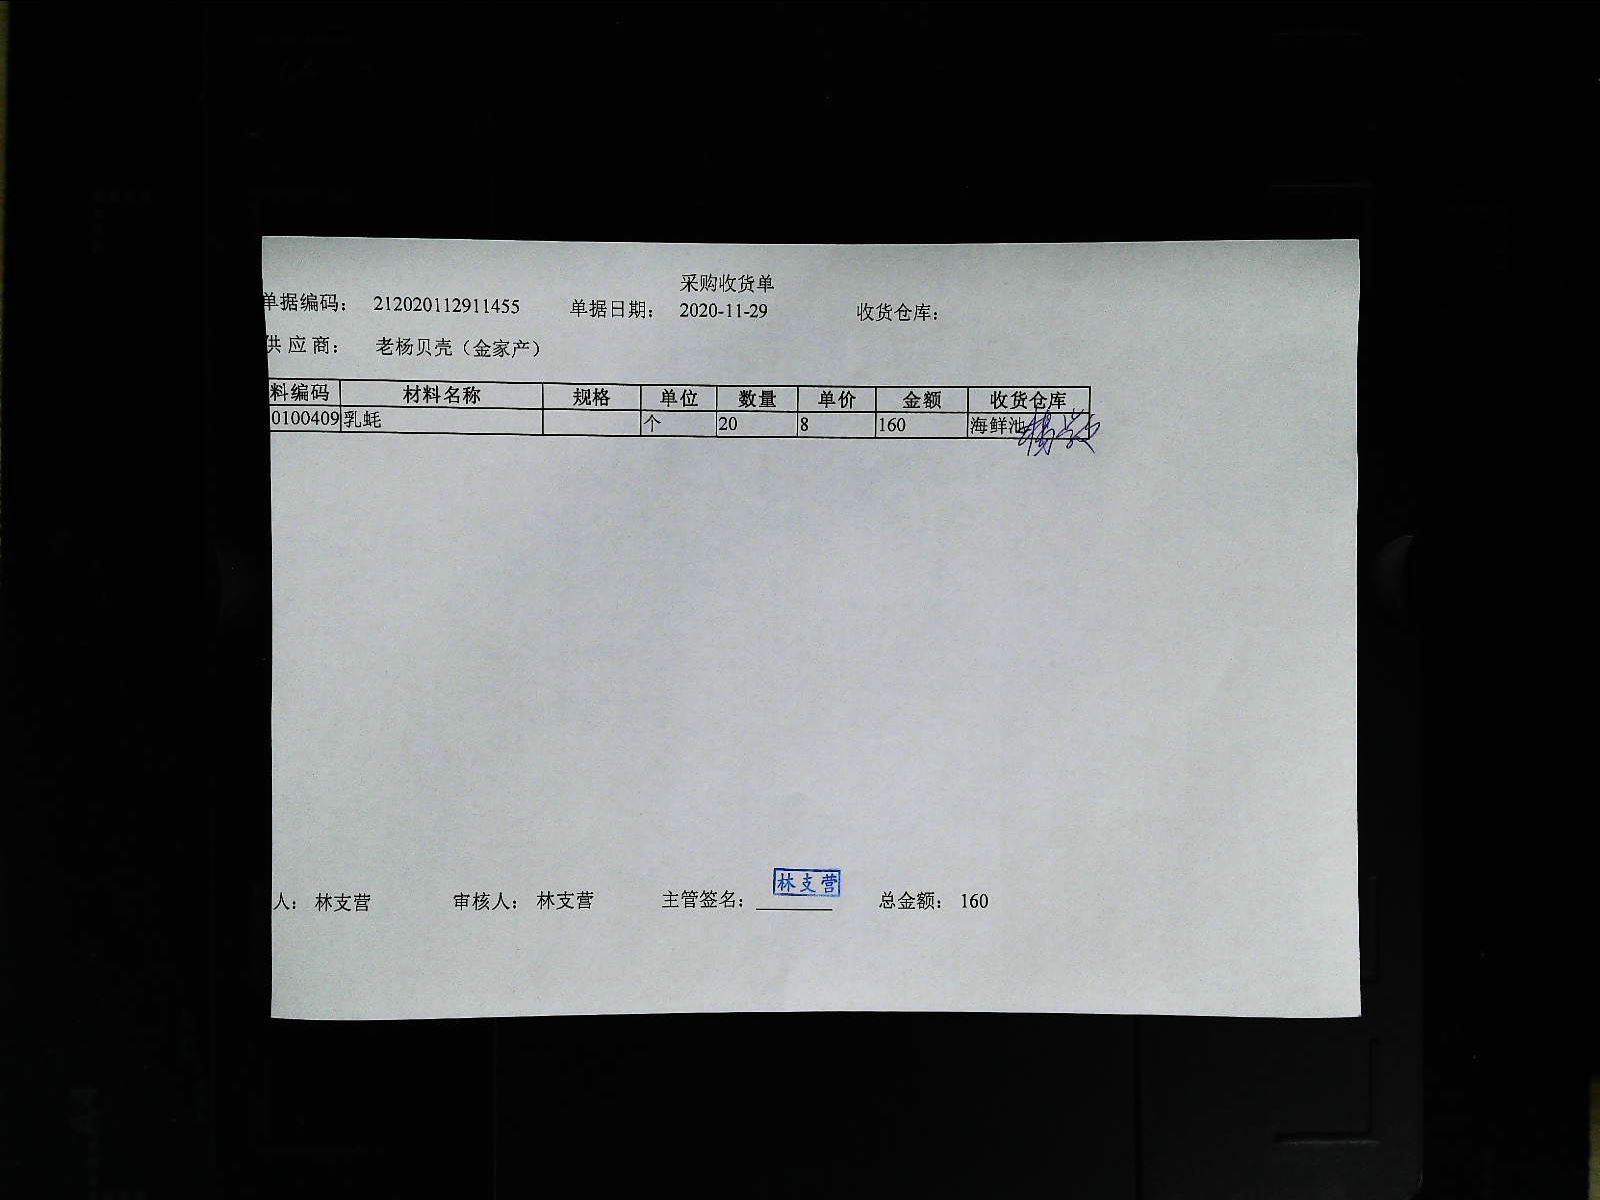 采购收货单
单据编码： 212020112911455 单据日期： 2020-11-29 收货仓库：
供应商： 老杨贝壳（金家产）
料编码 材料名称 规格 单位 数量 单价 金额 收货仓库
0100409 乳蚝 个 20 8 160 海鲜池
林支营
人： 林支营 审核人： 林支营 主管签名： 总金额： 160